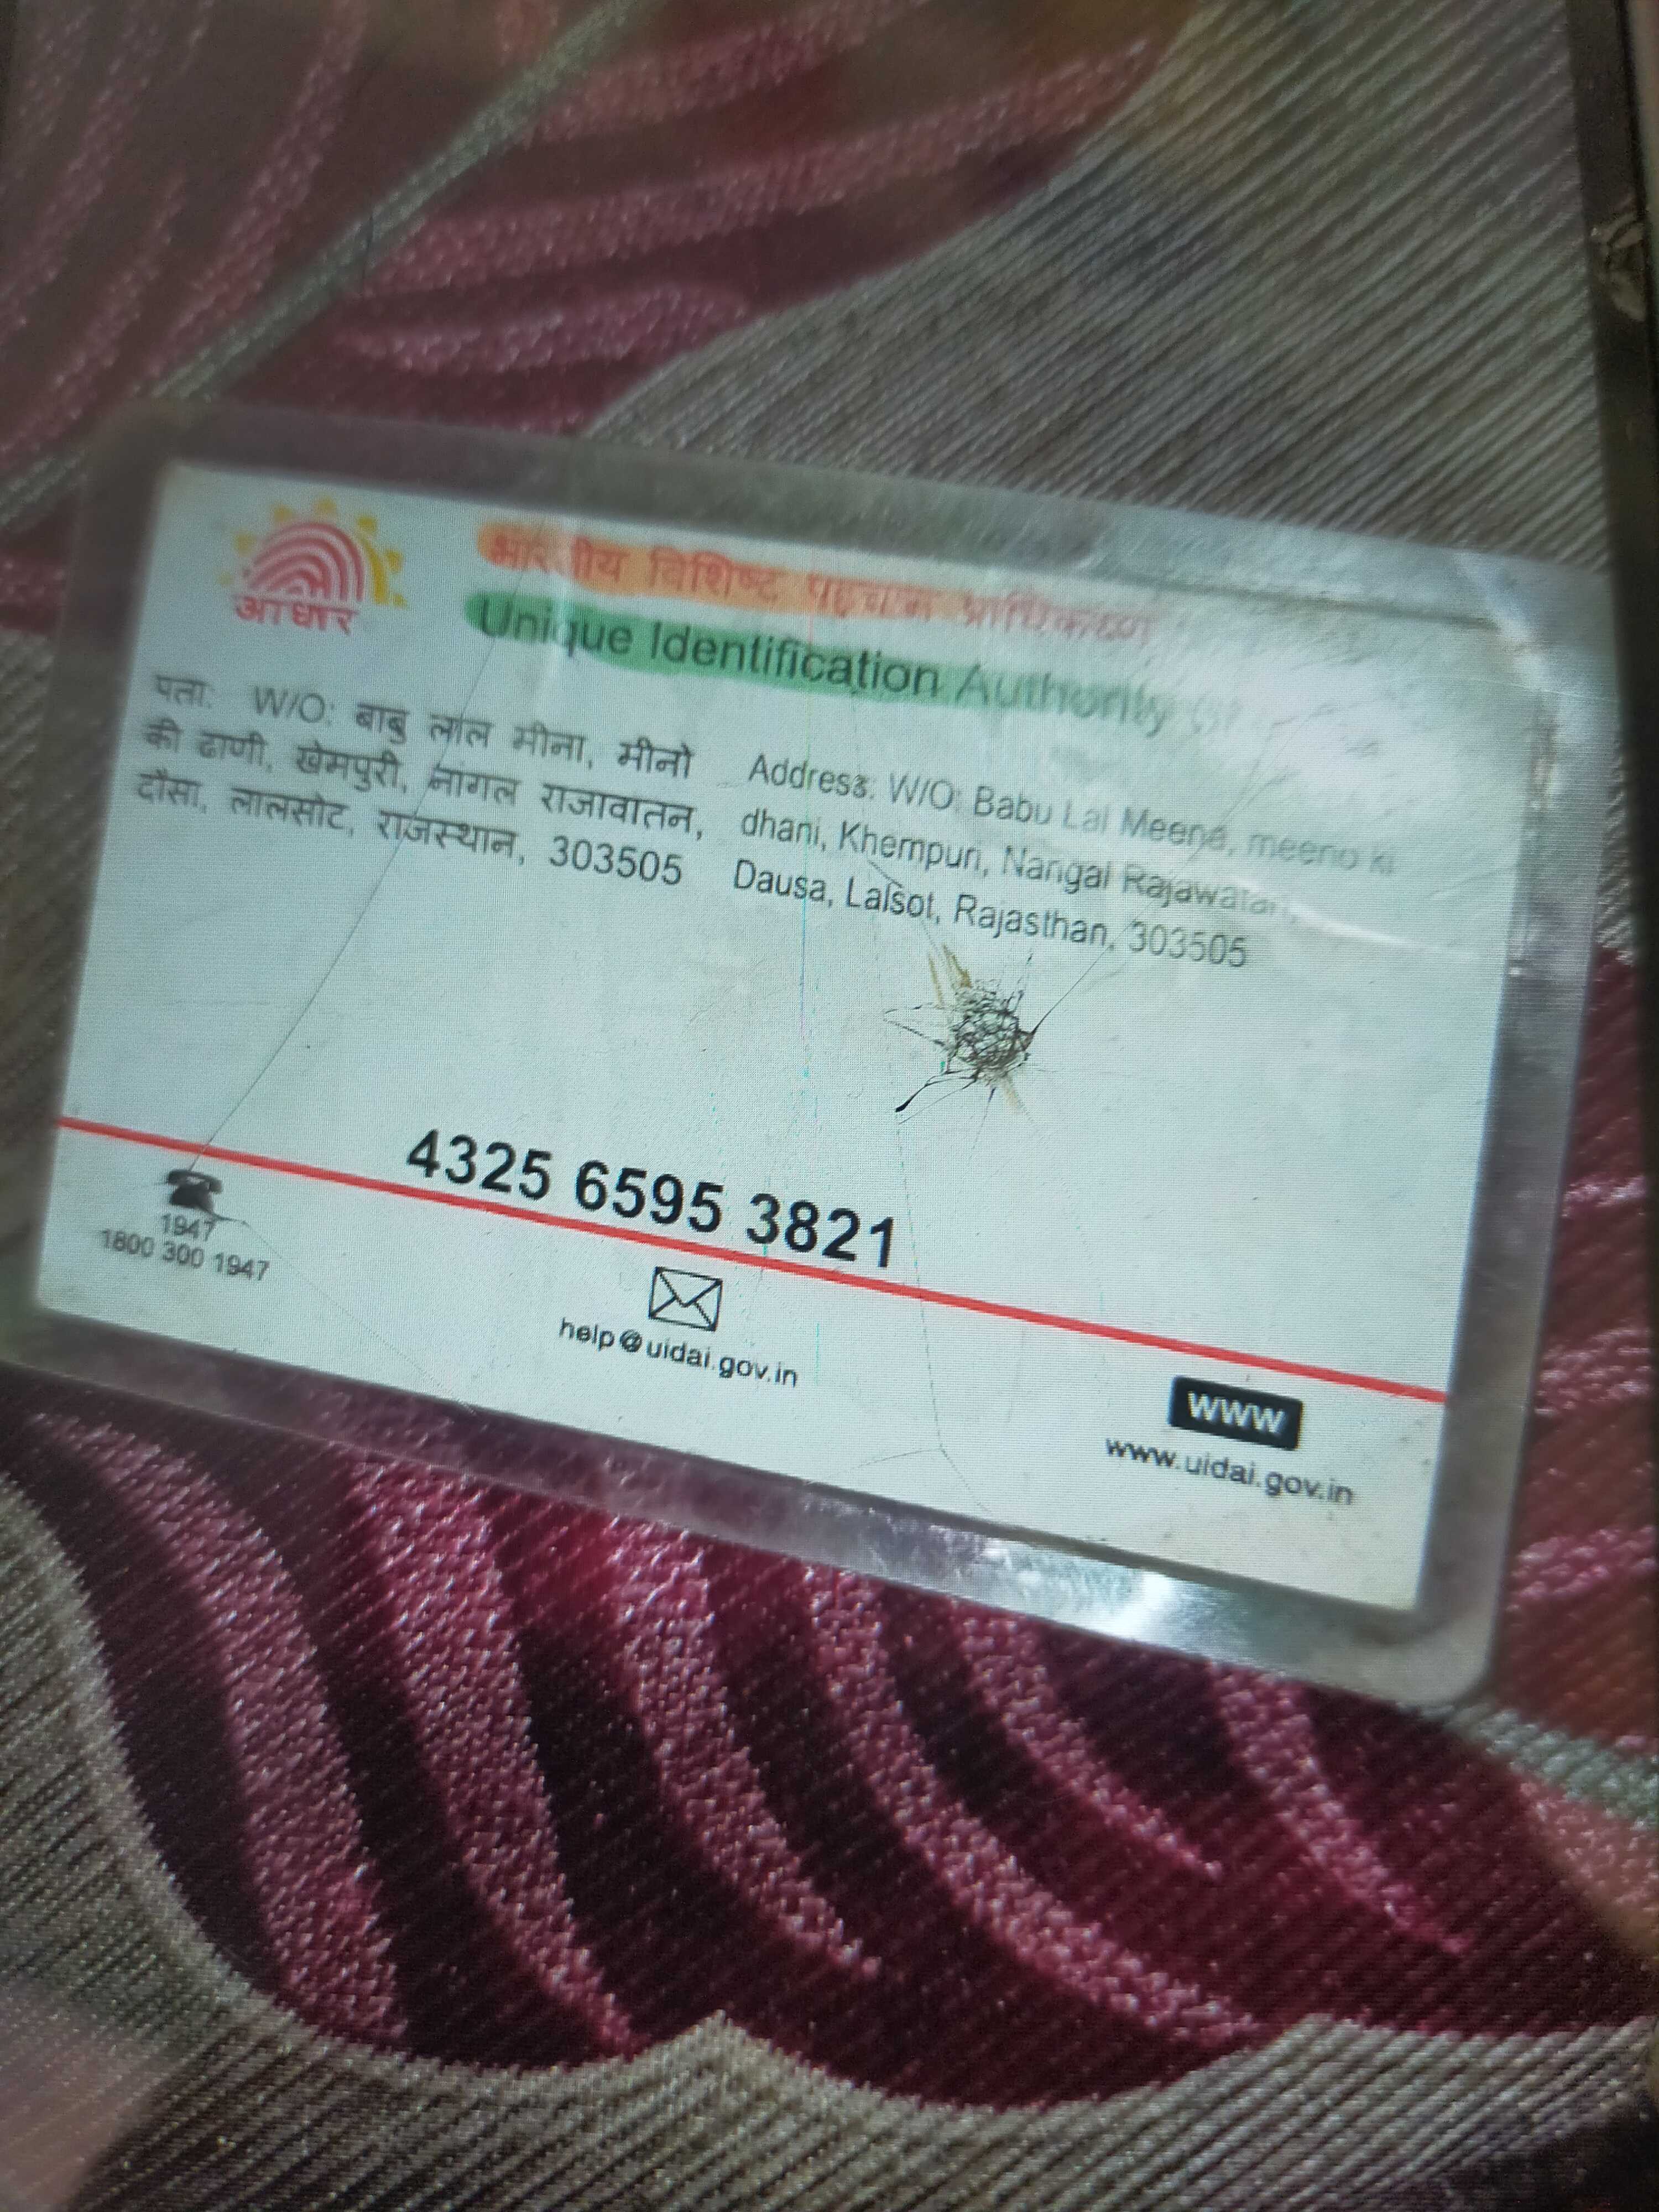 आधार
भारतीय विशिष्ट पहचान प्राधिकरण
Unique Identification Authority
पता: W/O: बाबु लाल मीना, मीनो
की ढाणी, खेमपुरी, नांगल राजावातन,
दौसा, लालसोट, राजस्थान, 303505
Address: W/O: Babu Lal Meena, meeno ki
dhani, Khempuri, Nangal Rajawatan,
Dausa, Lalsot, Rajasthan, 303505
4325 6595 3821
1947
1800 300 1947
help@uidai.gov.in
www
www.uidai.gov.in